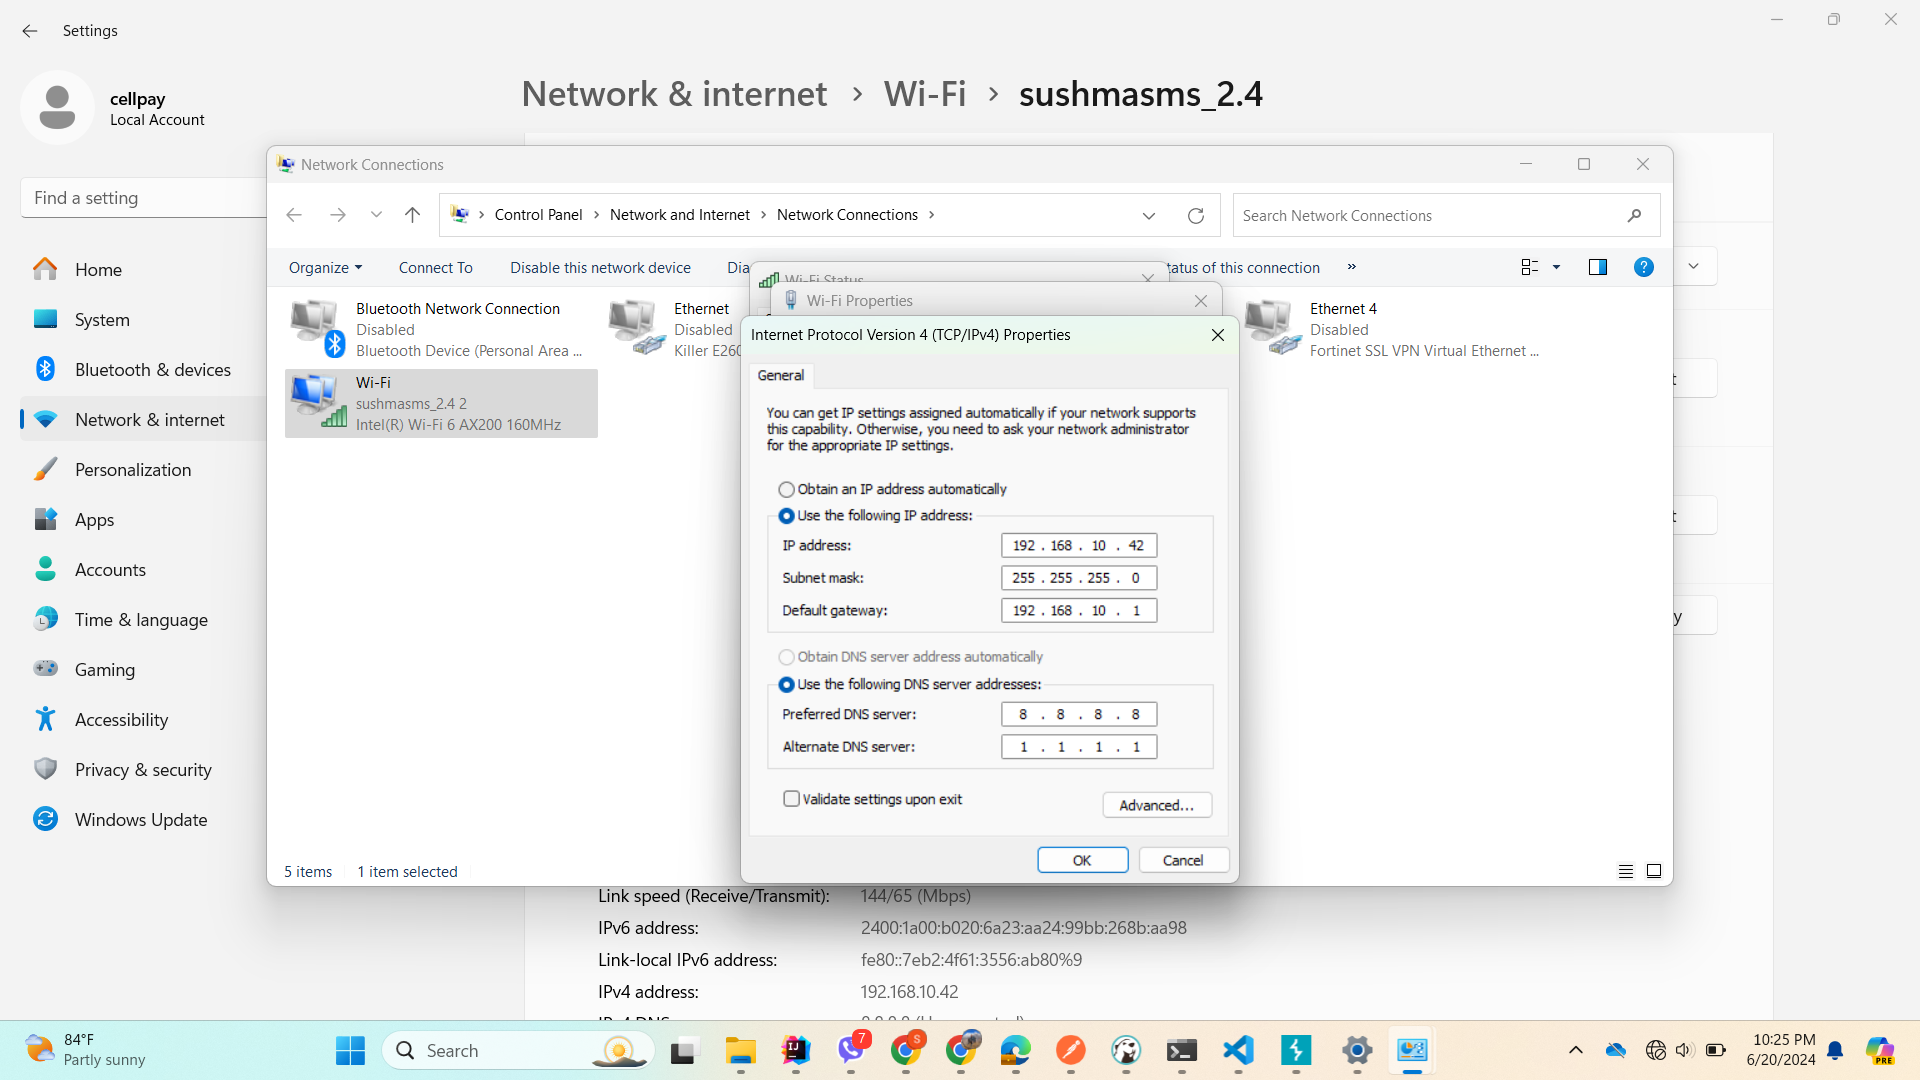 Settings
cellpay
Local Account
Network & internet › Wi-Fi › sushmasms_2.4
Find a setting
Home
System
Bluetooth & devices
Network & internet
Personalization
Apps
Accounts
Time & language
Gaming
Accessibility
Privacy & security
Windows Update
Network Connections
Control Panel › Network and Internet › Network Connections ›
Search Network Connections
Organize
Connect To
Disable this network device
tatus of this connection
»
Bluetooth Network Connection
Disabled
Bluetooth Device (Personal Area ...
Ethernet
Disabled
Killer E260
Ethernet 4
Disabled
Fortinet SSL VPN Virtual Ethernet ...
Wi-Fi
sushmasms_2.4 2
Intel(R) Wi-Fi 6 AX200 160MHz
Wi-Fi Status
Wi-Fi Properties
Internet Protocol Version 4 (TCP/IPv4) Properties
General
You can get IP settings assigned automatically if your network supports
this capability. Otherwise, you need to ask your network administrator
for the appropriate IP settings.
Obtain an IP address automatically
Use the following IP address:
IP address: 192 . 168 . 10 . 42
Subnet mask: 255 . 255 . 255 . 0
Default gateway: 192 . 168 . 10 . 1
Obtain DNS server address automatically
Use the following DNS server addresses:
Preferred DNS server: 8 . 8 . 8 . 8
Alternate DNS server: 1 . 1 . 1 . 1
Validate settings upon exit
Advanced...
OK
Cancel
5 items
1 item selected
Link speed (Receive/Transmit): 144/65 (Mbps)
IPv6 address: 2400:1a00:b020:6a23:aa24:99bb:268b:aa98
Link-local IPv6 address: fe80::7eb2:4f61:3556:ab80%9
IPv4 address: 192.168.10.42
84°F
Partly sunny
Search
7
S
10:25 PM
6/20/2024
PRE